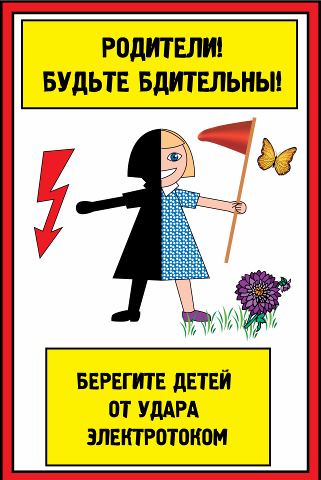 РОДИТЕЛИ!
БУДЬТЕ БДИТЕЛЬНЫ!
БЕРЕГИТЕ ДЕТЕЙ
ОТ УДАРА
ЭЛЕКТРОТОКОМ